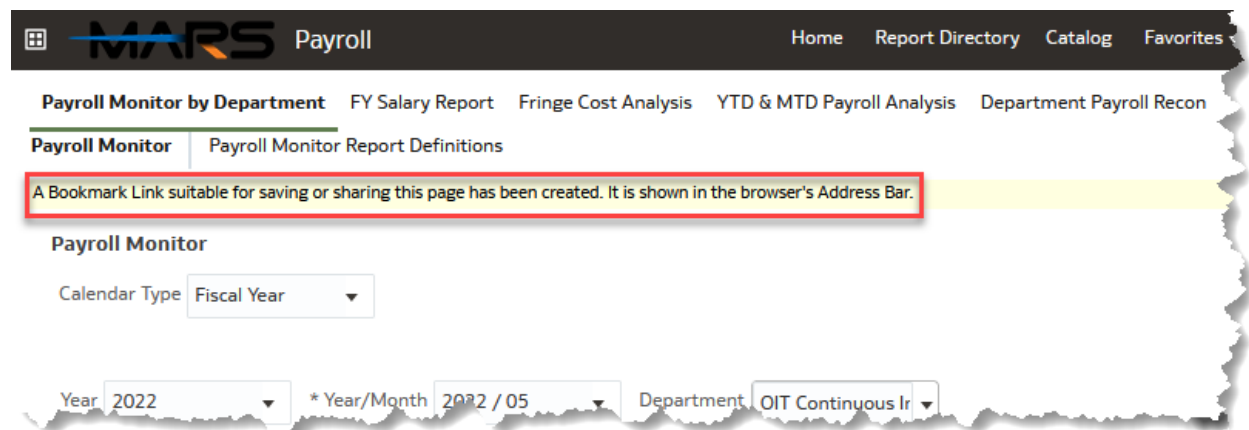 MARS Payroll Home Report Directory Catalog Favorites
Payroll Monitor by Department FY Salary Report Fringe Cost Analysis YTD & MTD Payroll Analysis Department Payroll Recon
Payroll Monitor Payroll Monitor Report Definitions
A Bookmark Link suitable for saving or sharing this page has been created. It is shown in the browser's Address Bar.
Payroll Monitor
Calendar Type Fiscal Year
Year 2022 * Year/Month 2022 / 05 Department OIT Continuous Ir